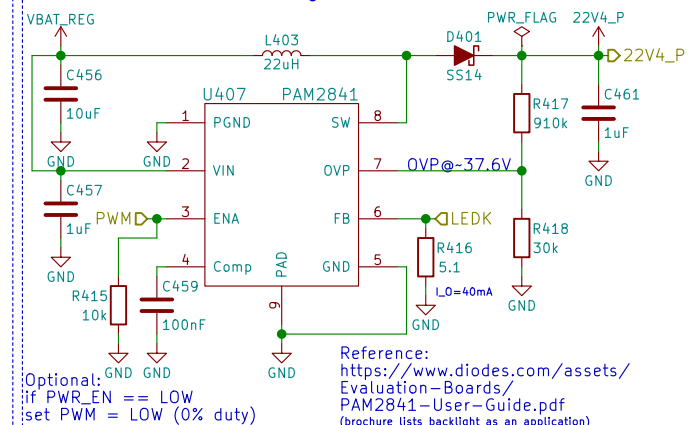 VBAT_REG
L403
22uH
D401
SS14
PWR_FLAG
22V4_P
22V4_P
C456
10uF
GND
U407
PAM2841
1
PGND
GND
SW
8
R417
910k
C461
1uF
GND
2
VIN
OVP
7
OVP@~37.6V
C457
1uF
GND
PWM
3
ENA
FB
6
LEDK
R418
30k
GND
4
Comp
PAD
GND
5
R416
5.1
I_O=40mA
GND
R415
10k
GND
C459
100nF
GND
9
GND
Optional:
if PWR_EN == LOW
set PWM = LOW (0% duty)
Reference:
https://www.diodes.com/assets/
Evaluation-Boards/
PAM2841-User-Guide.pdf
(brochure lists backlight as an application)